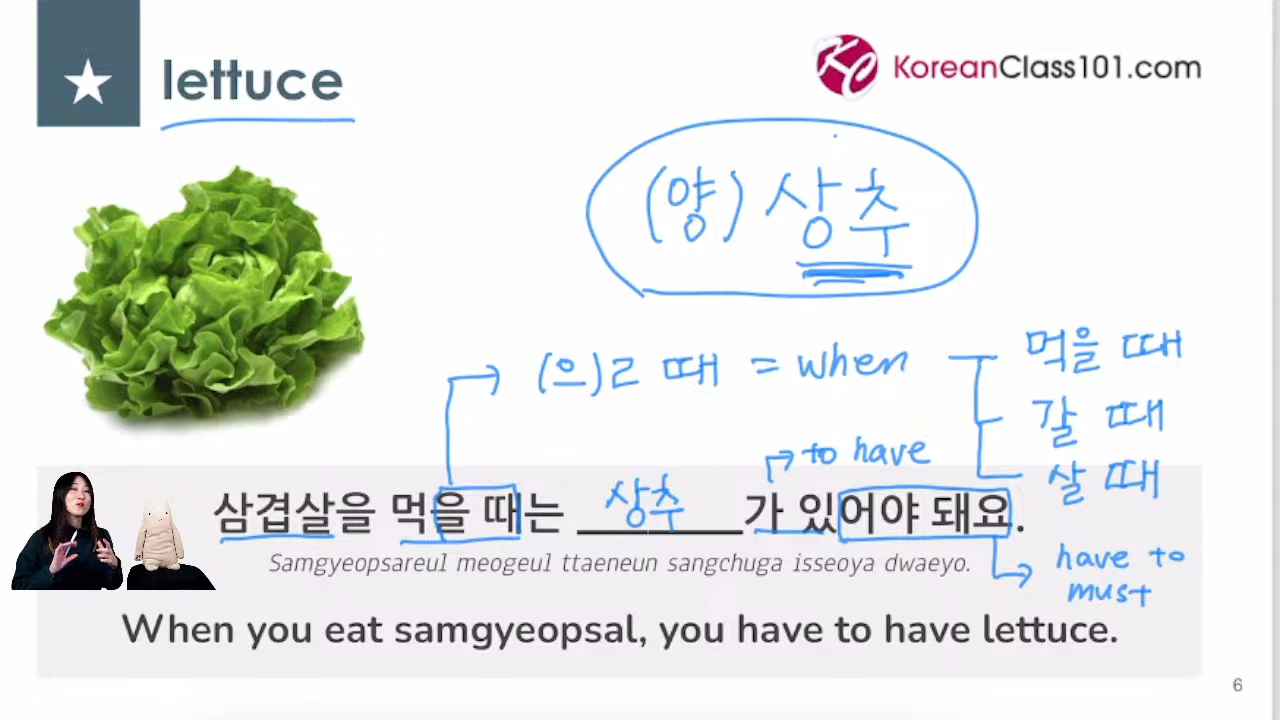 lettuce
KoreanClass101.com
(양) 상추
(으)ㄹ 때 = when
먹을 때
갈 때
살 때
to have
삼겹살을 먹을 때는 상추가 있어야 돼요.
Samgyeopsareul meogeul ttaeneun sangchuga isseoya dwaeyo.
have to
must
When you eat samgyeopsal, you have to have lettuce.
6